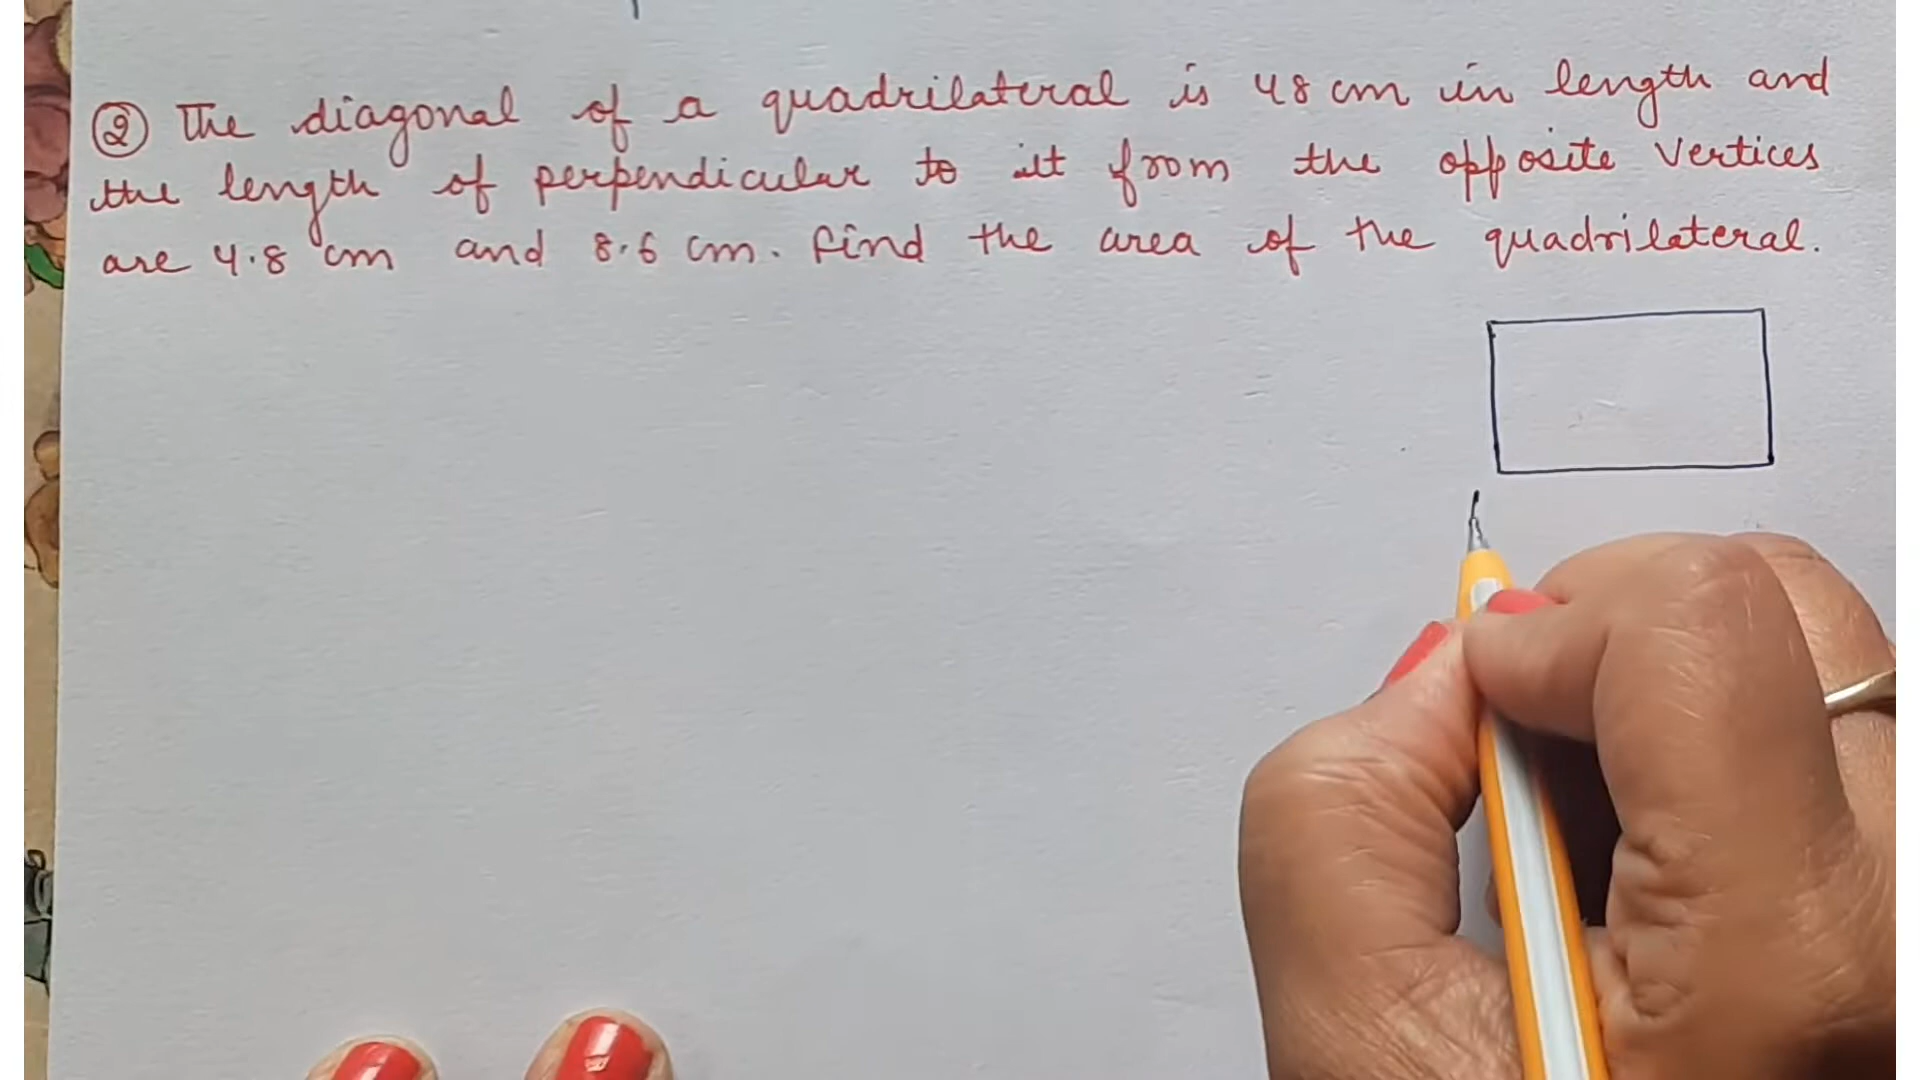 ② The diagonal of a quadrilateral is 48 cm in length and
the length of perpendicular to it from the opposite vertices
are 4.8 cm and 8.6 cm. Find the area of the quadrilateral.